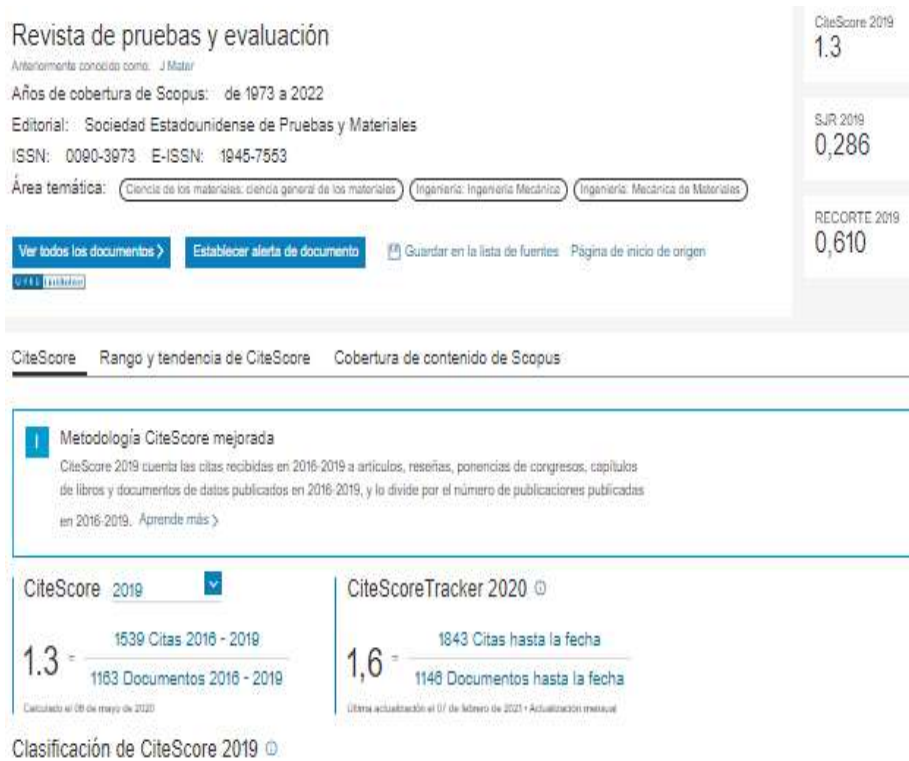 Revista de pruebas y evaluación
Anteriormente conocido como: J Mater
Años de cobertura de Scopus: de 1973 a 2022
Editorial: Sociedad Estadounidense de Pruebas y Materiales
ISSN: 0090-3973 E-ISSN: 1945-7553
Área temática: Ciencia de los materiales: ciencia general de los materiales Ingeniería: Ingeniería Mecánica Ingeniería: Mecánica de Materiales
Ver todos los documentos > Establecer alerta de documento Guardar en la lista de fuentes Página de inicio de origen
CiteScore 2019
1.3
SJR 2019
0,286
RECORTE 2019
0,610
CiteScore Rango y tendencia de CiteScore Cobertura de contenido de Scopus
Metodología CiteScore mejorada
CiteScore 2019 cuenta las citas recibidas en 2016-2019 a artículos, reseñas, ponencias de congresos, capítulos
de libros y documentos de datos publicados en 2016-2019, y lo divide por el número de publicaciones publicadas
en 2016-2019. Aprende más >
CiteScore 2019
1.3 =
1539 Citas 2016 - 2019
1163 Documentos 2016 - 2019
Calculado el 06 de mayo de 2020
CiteScoreTracker 2020
1,6 =
1843 Citas hasta la fecha
1146 Documentos hasta la fecha
Última actualización el 07 de febrero de 2021 • Actualización mensual
Clasificación de CiteScore 2019